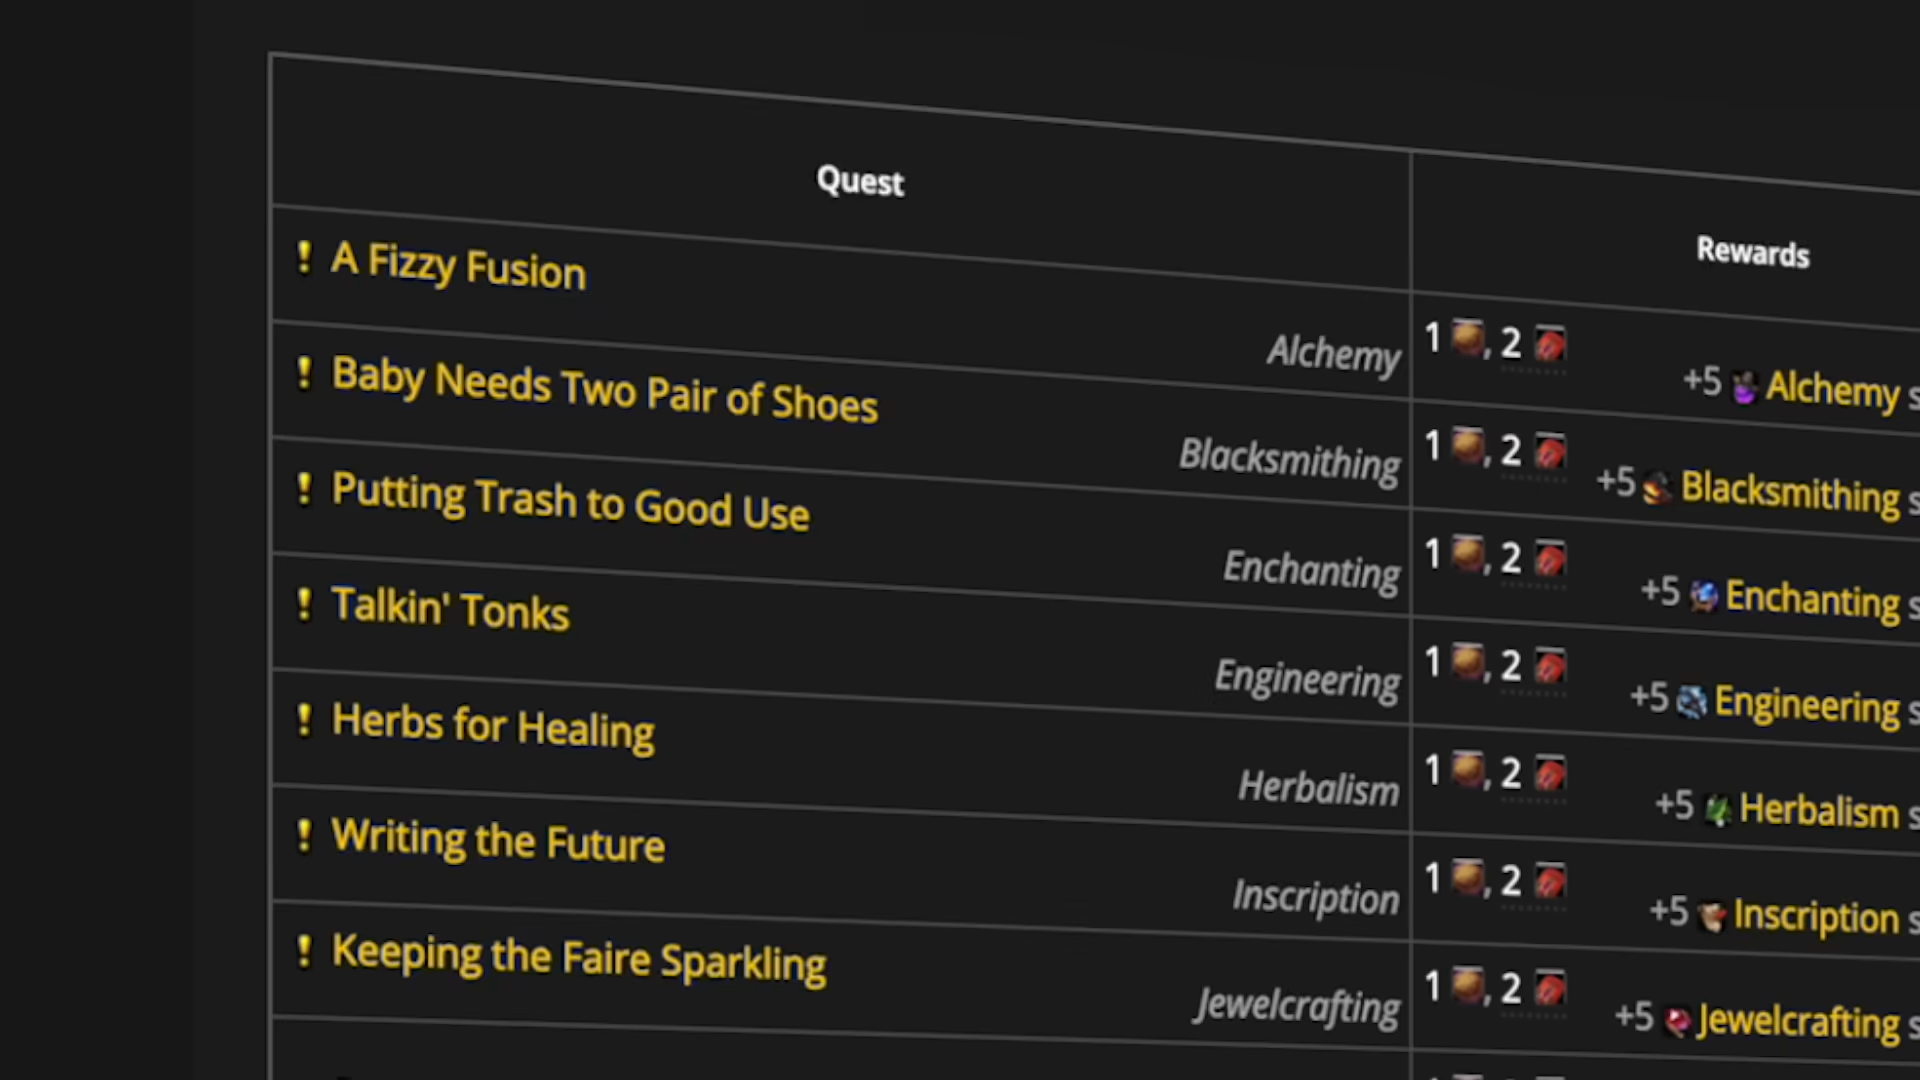 Quest
Rewards
! A Fizzy Fusion
Alchemy
1 , 2
+5 Alchemy s
! Baby Needs Two Pair of Shoes
Blacksmithing
1 , 2
+5 Blacksmithing s
! Putting Trash to Good Use
Enchanting
1 , 2
+5 Enchanting s
! Talkin' Tonks
Engineering
1 , 2
+5 Engineering s
! Herbs for Healing
Herbalism
1 , 2
+5 Herbalism s
! Writing the Future
Inscription
1 , 2
+5 Inscription s
! Keeping the Faire Sparkling
Jewelcrafting
1 , 2
+5 Jewelcrafting s